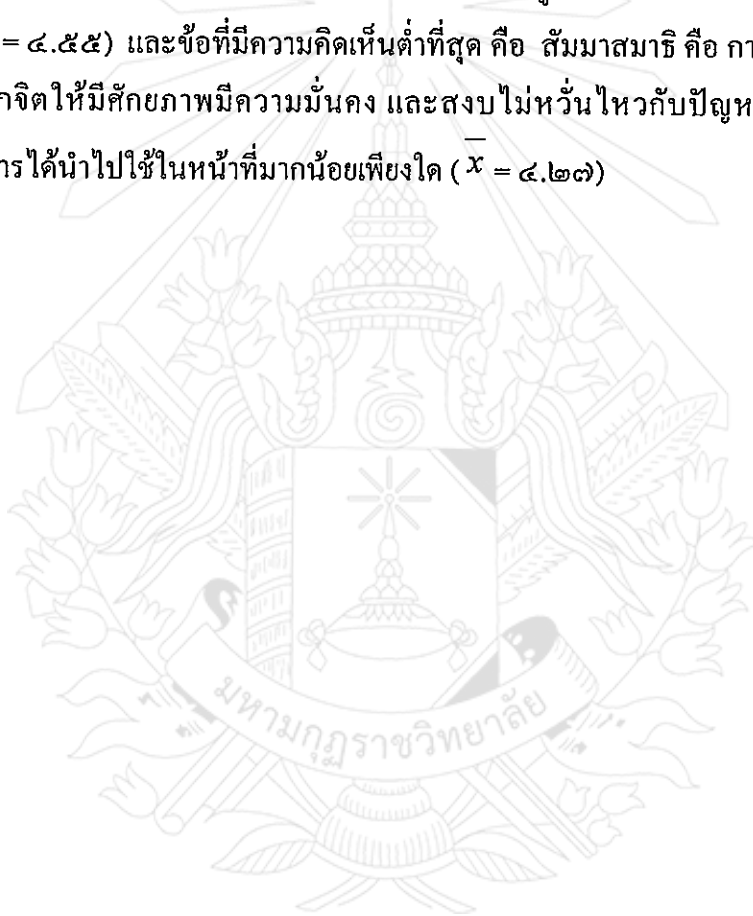 = ๔.๕๕) และข้อที่มีความคิดเห็นต่ำที่สุด คือ สัมมาสมาธิ คือ กา
กจิตให้มีศักยภาพมีความมั่นคง และสงบไม่หวั่นไหวกับปัญห
าร ได้นำไปใช้ในหน้าที่มากน้อยเพียงใด ( x̄ = ๔.๒๗)
มหามกุฏราชวิทยาลัย